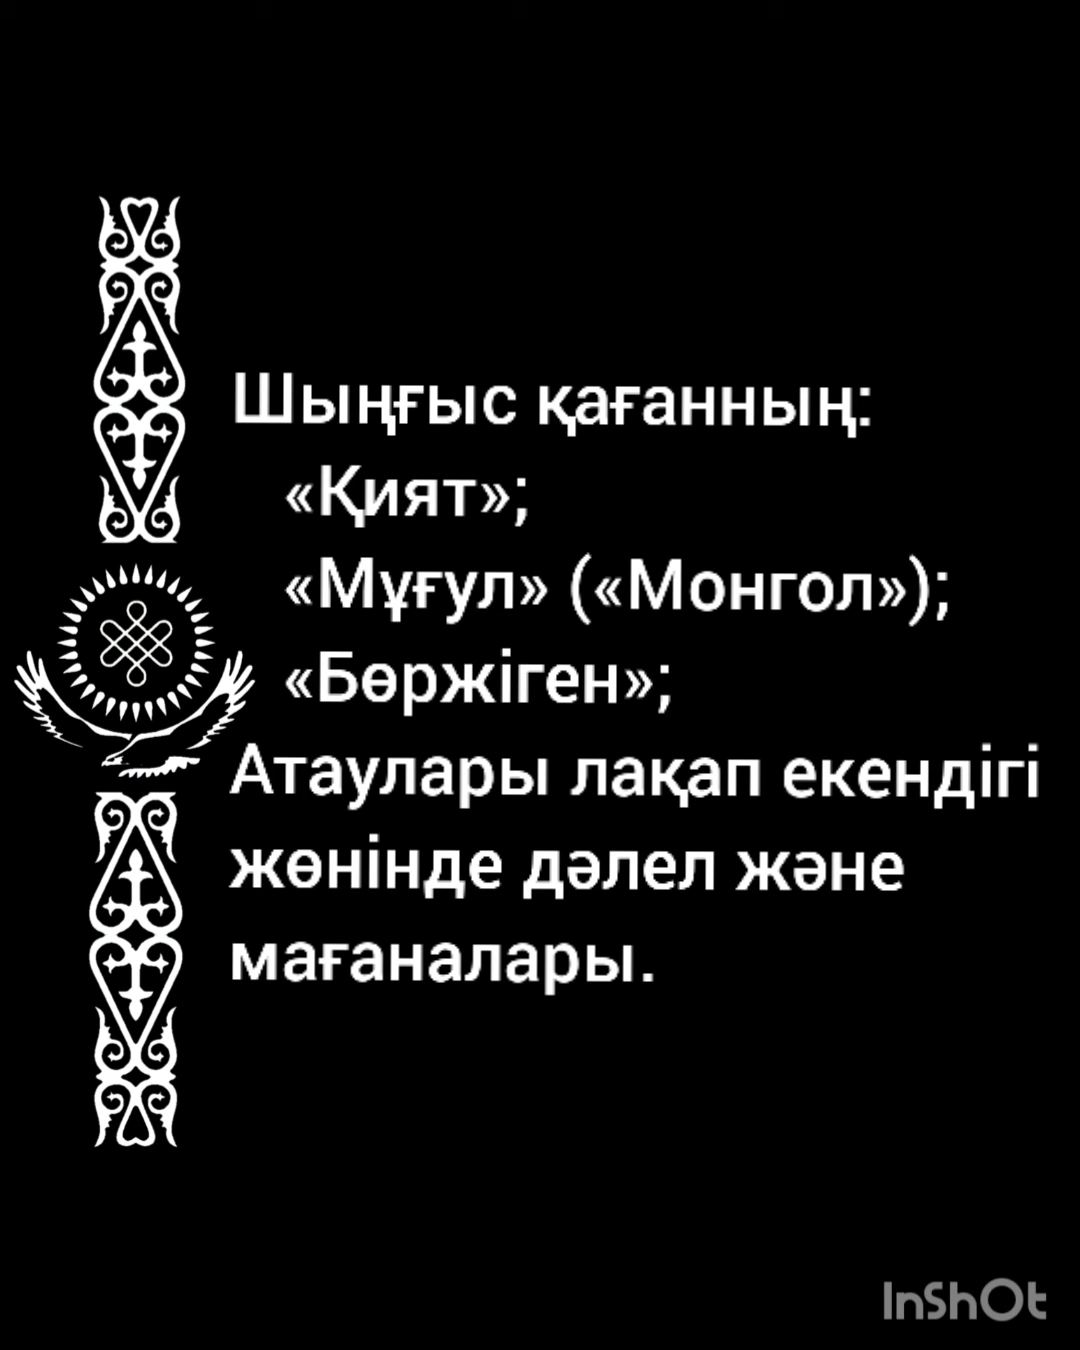 Шыңғыс қағанның:
«Қият»;
«Мұғул» («Монгол»);
«Бөржіген»;
Атаулары лақап екендігі
жөнінде дәлел және
мағаналары.
InShOt